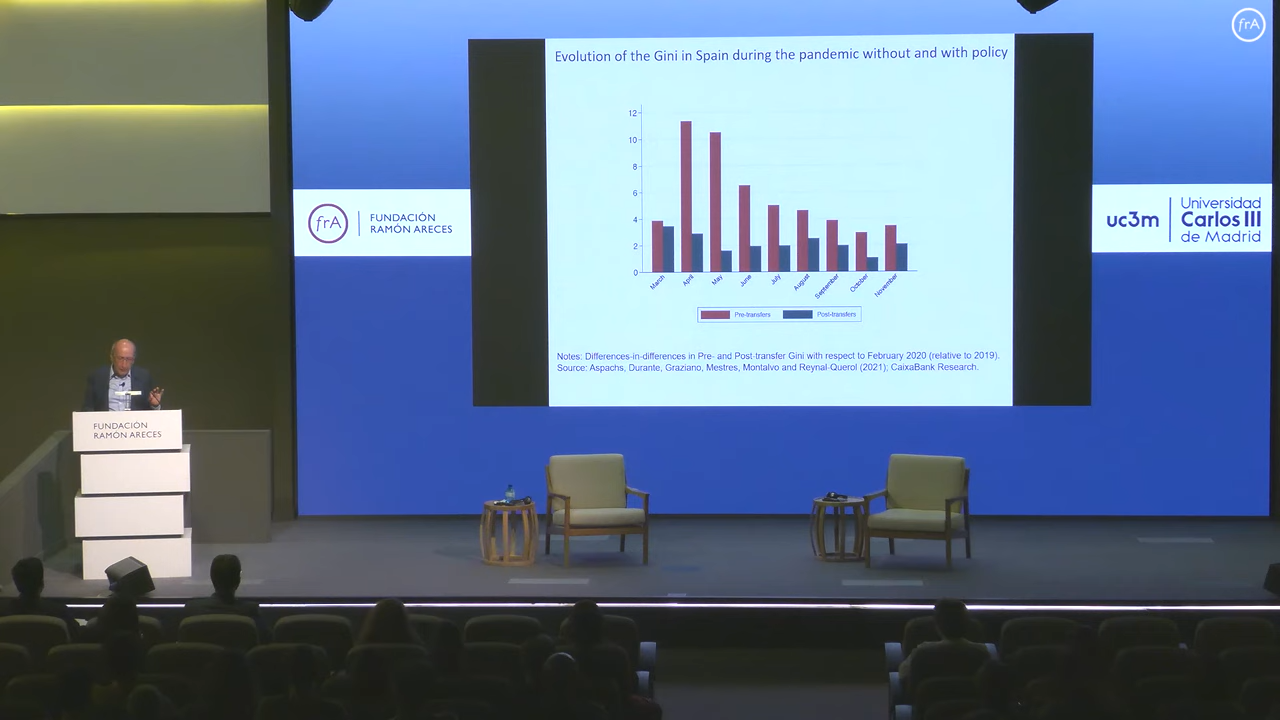 frA
Evolution of the Gini in Spain during the pandemic without and with policy
12
10
8
6
4
2
0
March
April
May
June
July
August
September
October
November
Pre-transfers
Post-transfers
Notes: Differences-in-differences in Pre- and Post-transfer Gini with respect to February 2020 (relative to 2019).
Source: Aspachs, Durante, Graziano, Mestres, Montalvo and Reynal-Querol (2021); CaixaBank Research.
frA
FUNDACIÓN
RAMÓN ARECES
uc3m
Universidad
Carlos III
de Madrid
FUNDACIÓN
RAMÓN ARECES